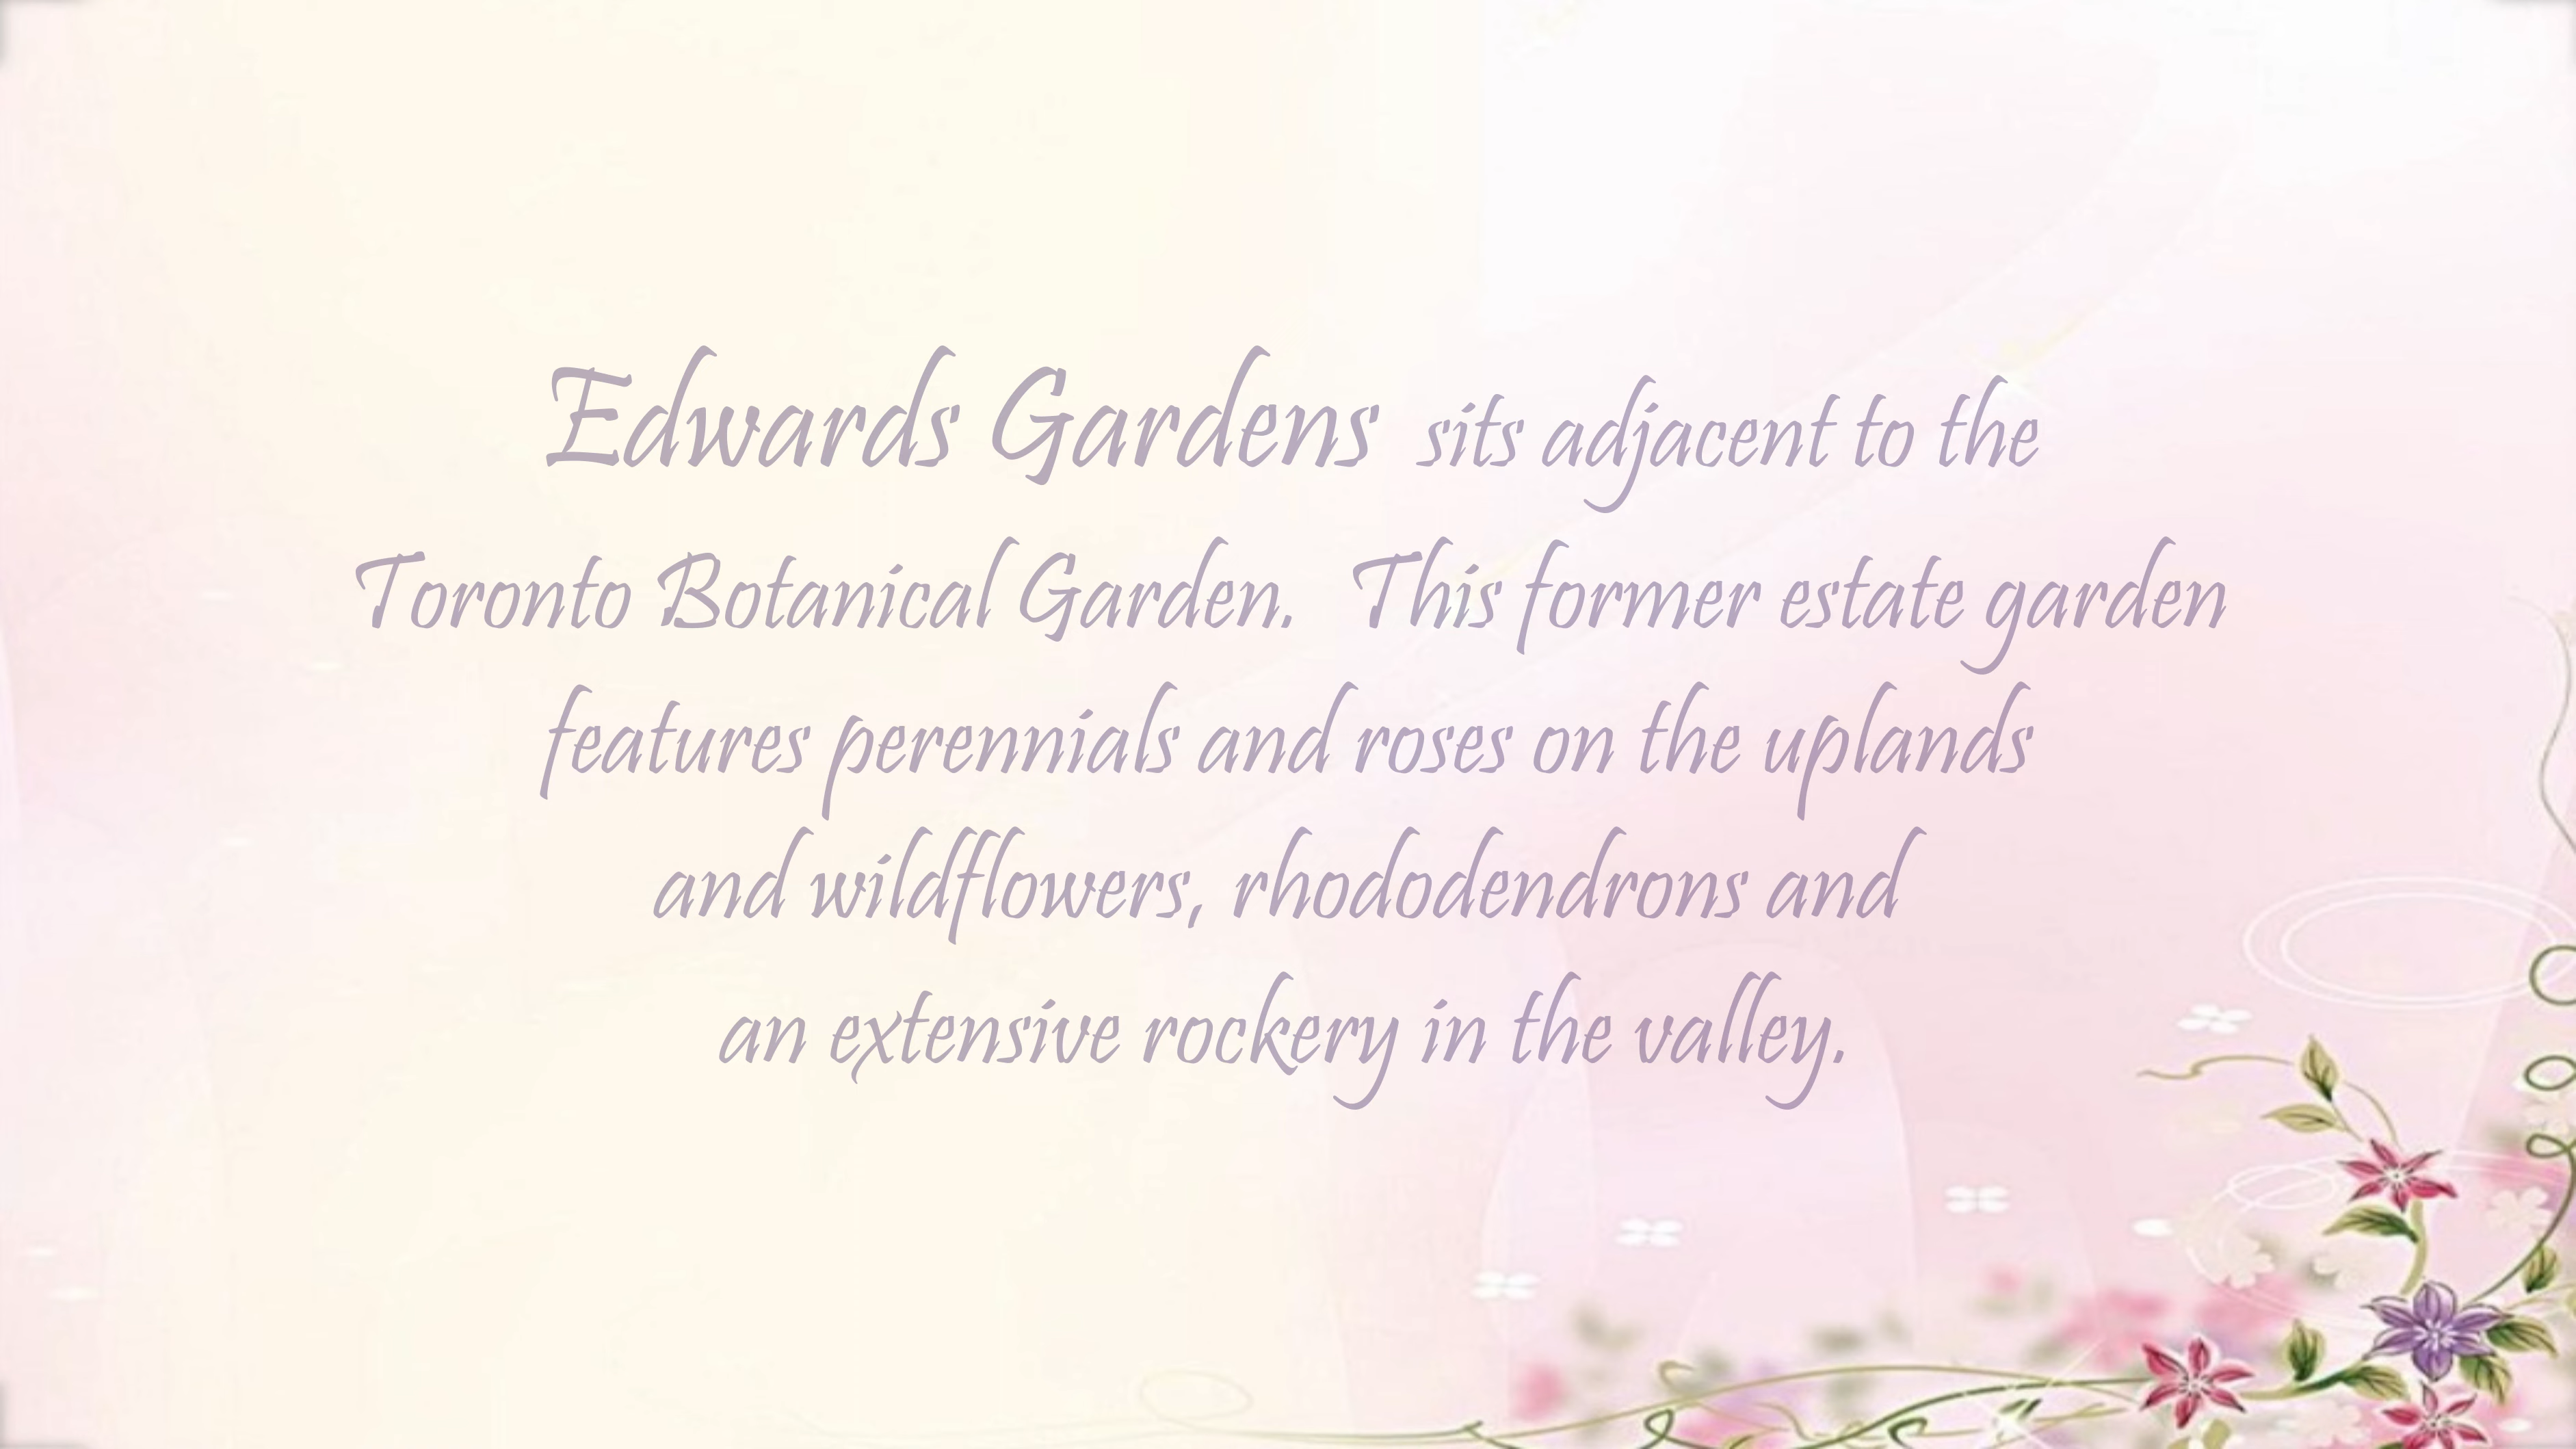 Edwards Gardens sits adjacent to the
Toronto Botanical Garden. This former estate garden
features perennials and roses on the uplands
and wildflowers, rhododendrons and
an extensive rockery in the valley.